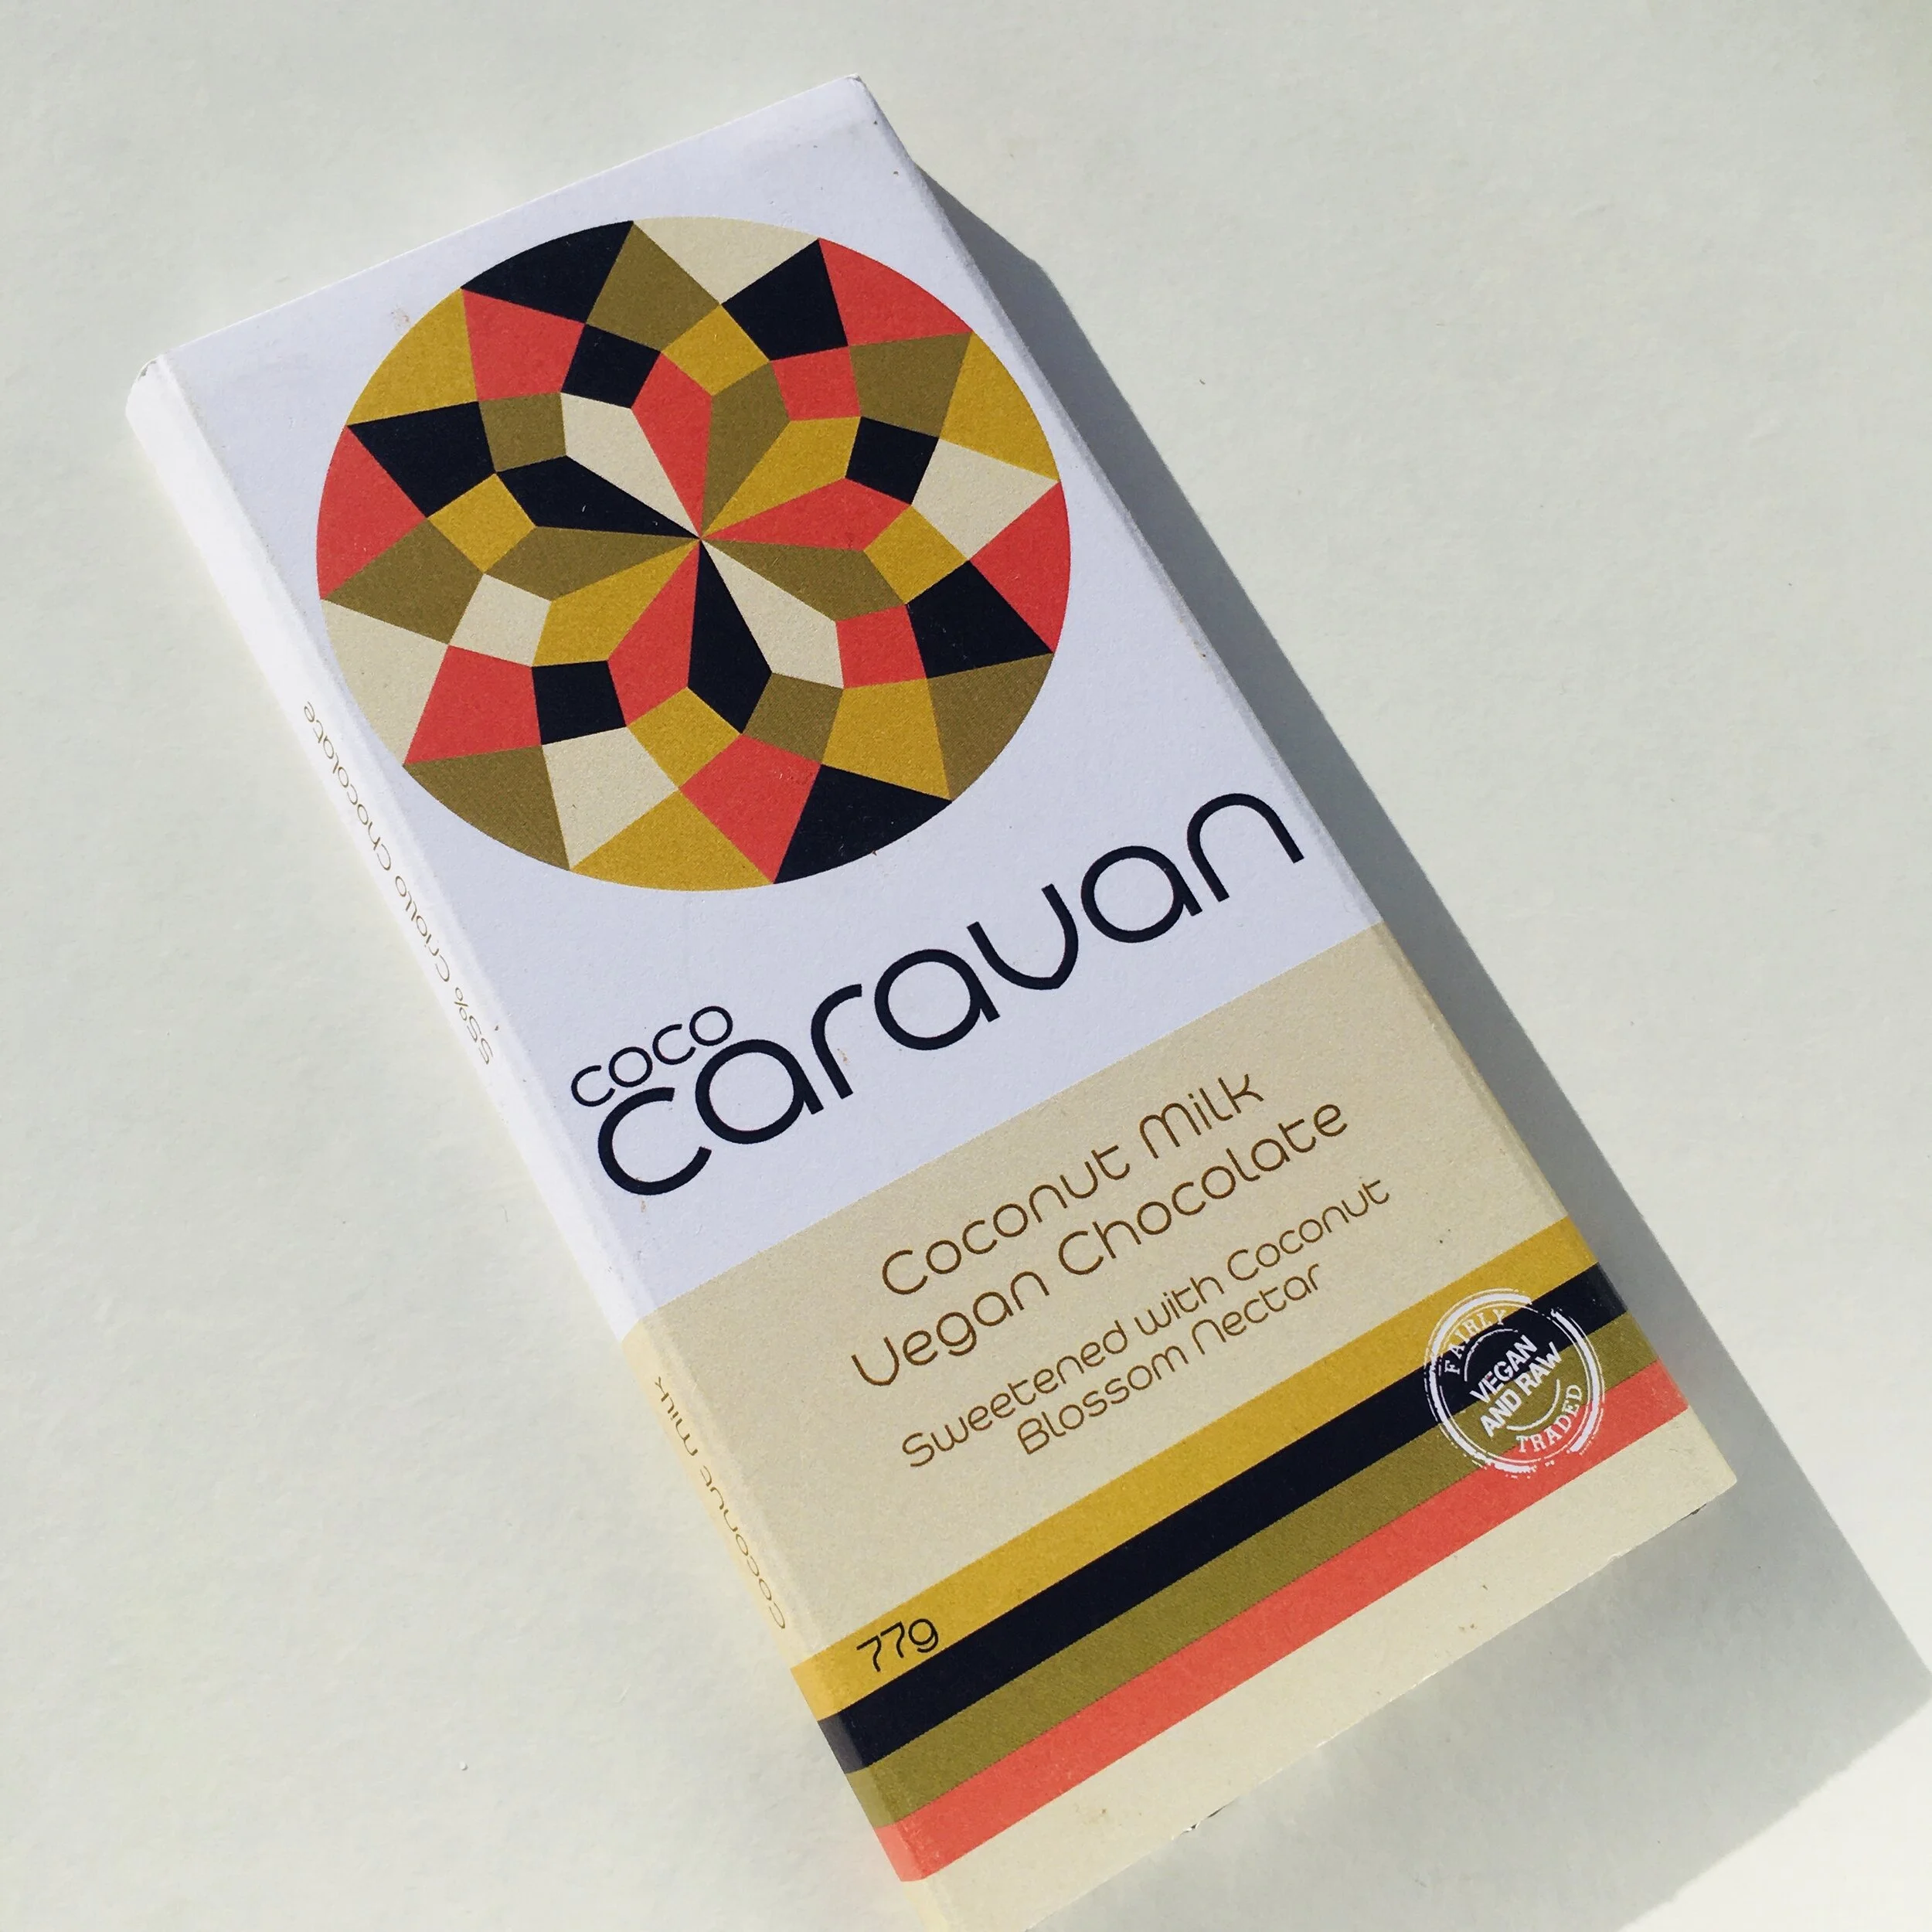 coco
caravan
Coconut Milk
Vegan Chocolate
Sweetened with Coconut
Blossom Nectar
FAIRLY
VEGAN
AND RAW
TRADED
77g
55% Criollo Chocolate
Coconut Milk